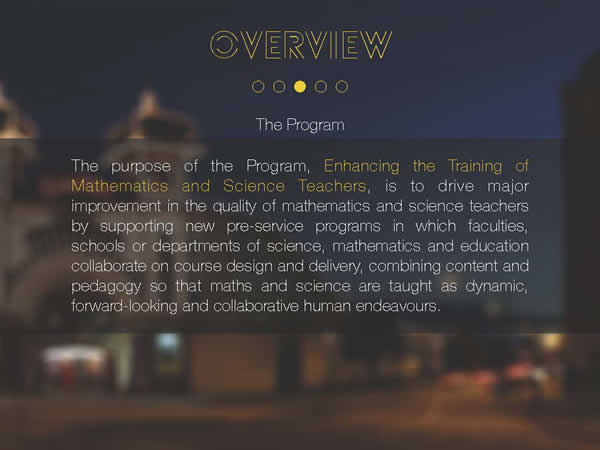 OVERVIEW
The Program
The purpose of the Program, Enhancing the Training of
Mathematics and Science Teachers, is to drive major
improvement in the quality of mathematics and science teachers
by supporting new pre-service programs in which faculties,
schools or departments of science, mathematics and education
collaborate on course design and delivery, combining content and
pedagogy so that maths and science are taught as dynamic,
forward-looking and collaborative human endeavours.